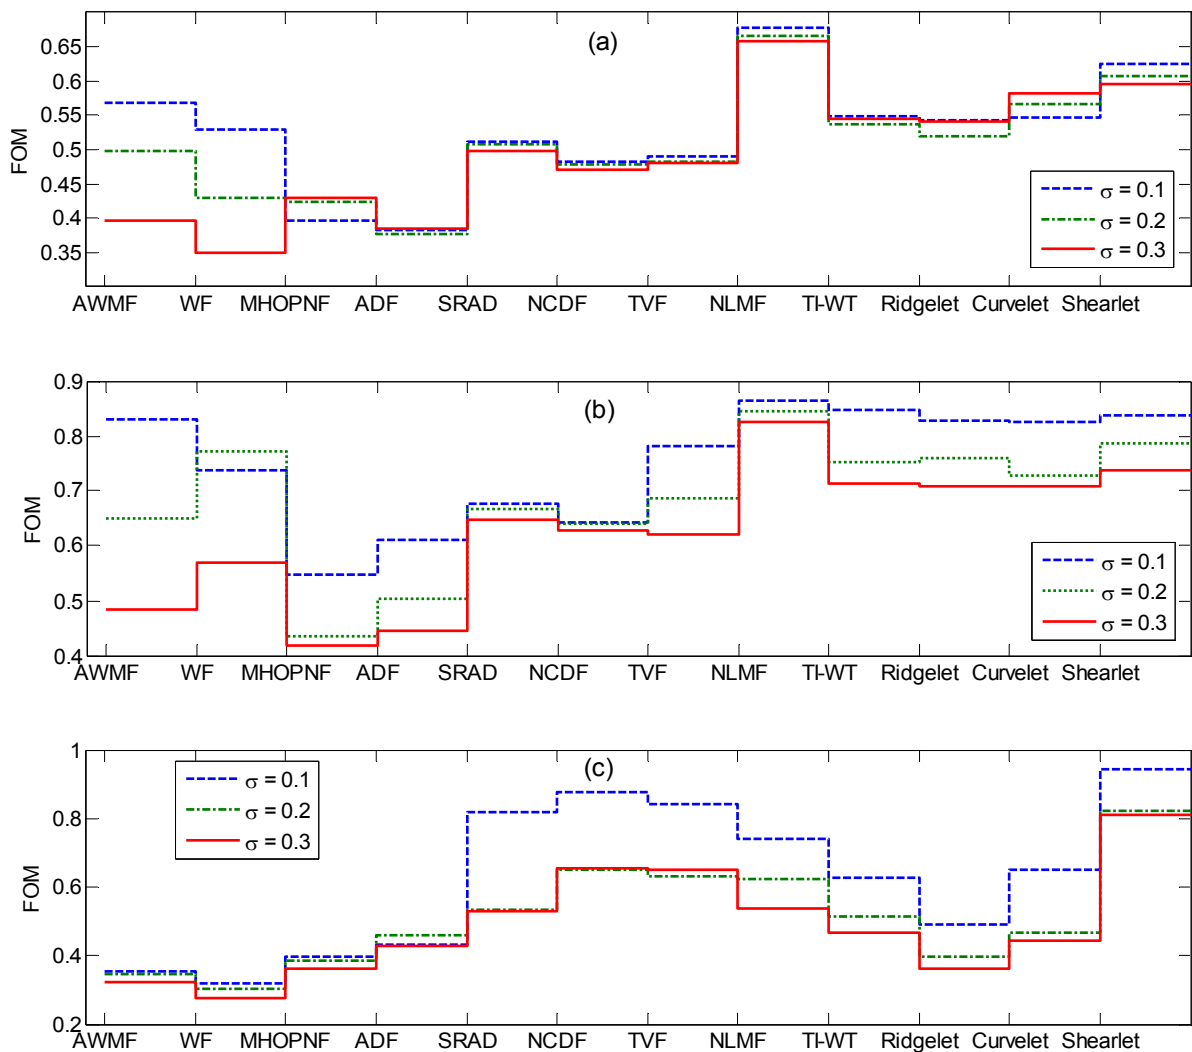 (a)
0.65
0.6
0.55
0.5
0.45
0.4
0.35
FOM
σ = 0.1
σ = 0.2
σ = 0.3
AWMF WF MHOPNF ADF SRAD NCDF TVF NLMF TI-WT Ridgelet Curvelet Shearlet
(b)
0.9
0.8
0.7
0.6
0.5
0.4
FOM
σ = 0.1
σ = 0.2
σ = 0.3
AWMF WF MHOPNF ADF SRAD NCDF TVF NLMF TI-WT Ridgelet Curvelet Shearlet
(c)
1
0.8
0.6
0.4
0.2
FOM
σ = 0.1
σ = 0.2
σ = 0.3
AWMF WF MHOPNF ADF SRAD NCDF TVF NLMF TI-WT Ridgelet Curvelet Shearlet